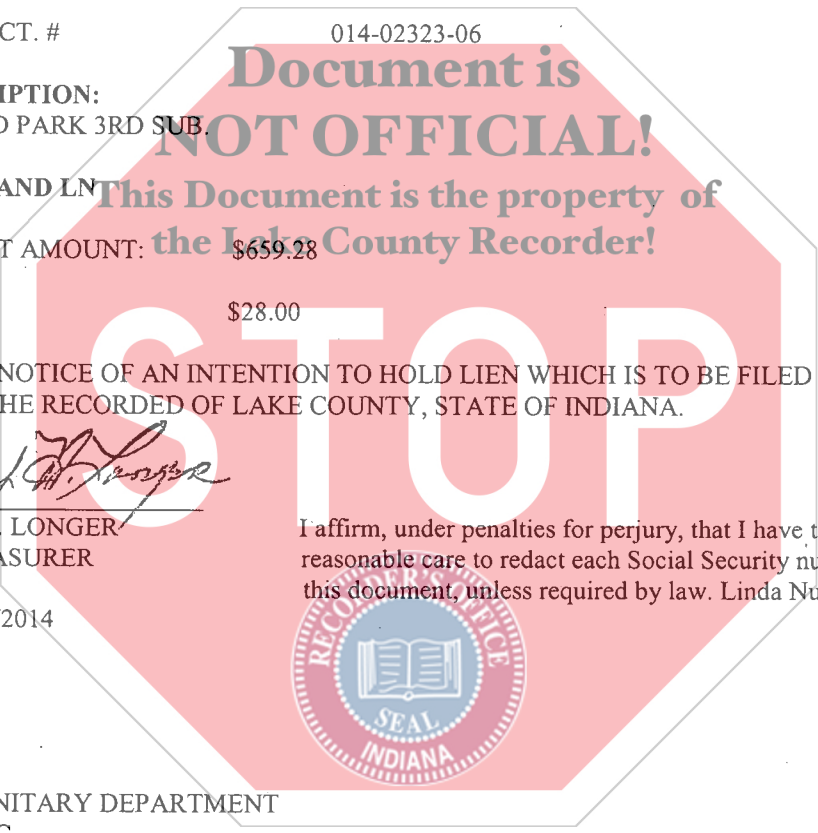 CT. # 014-02323-06
Document is
IPTION:
NOT OFFICIAL!
D PARK 3RD SUB.
This Document is the property of
AND LN
the Lake County Recorder!
T AMOUNT: $659.28
$28.00
STOP
NOTICE OF AN INTENTION TO HOLD LIEN WHICH IS TO BE FILED
HE RECORDED OF LAKE COUNTY, STATE OF INDIANA.
. LONGER
ASURER
I affirm, under penalties for perjury, that I have t
reasonable care to redact each Social Security nu
this document, unless required by law. Linda Nu
/2014
RECORDER'S OFFICE
SEAL
INDIANA
NITARY DEPARTMENT